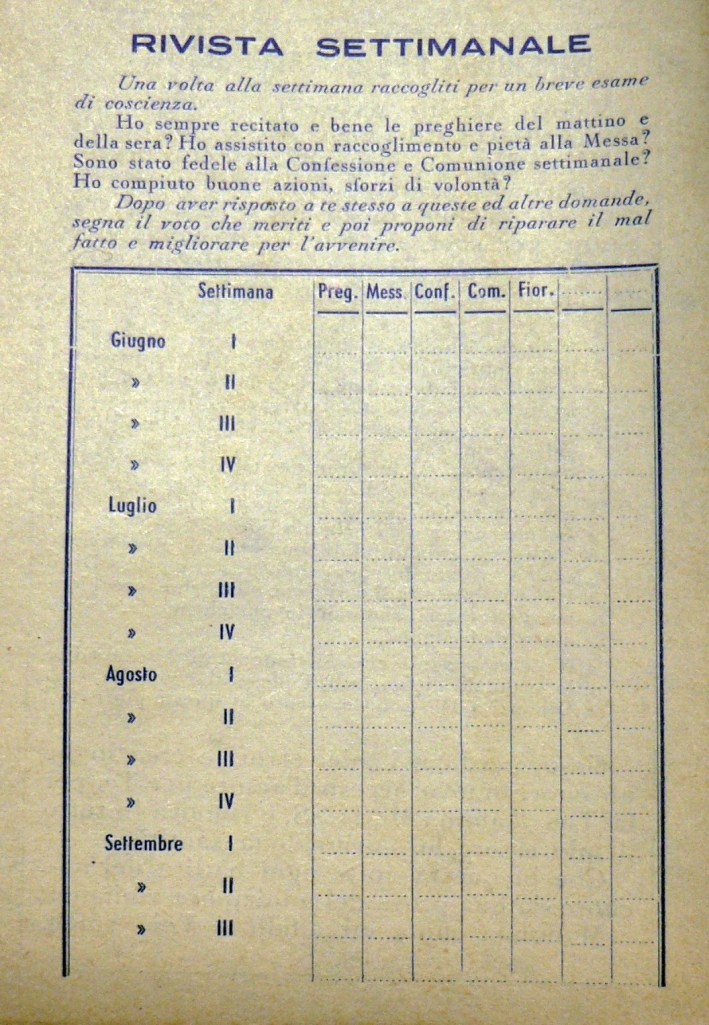 RIVISTA SETTIMANALE
Una volta alla settimana raccogliti per un breve esame
di coscienza.
Ho sempre recitato e bene le preghiere del mattino e
della sera? Ho assistito con raccoglimento e pietà alla Messa?
Sono stato fedele alla Confessione e Comunione settimanale?
Ho compiuto buone azioni, sforzi di volontà?
Dopo aver risposto a te stesso a queste ed altre domande,
segna il voto che meriti e poi proponi di riparare il mal
fatto e migliorare per l'avvenire.
Settimana Preg. Mess. Conf. Com. Fior.
Giugno I
» II
» III
» IV
Luglio I
» II
» III
» IV
Agosto I
» II
» III
» IV
Settembre I
» II
» III